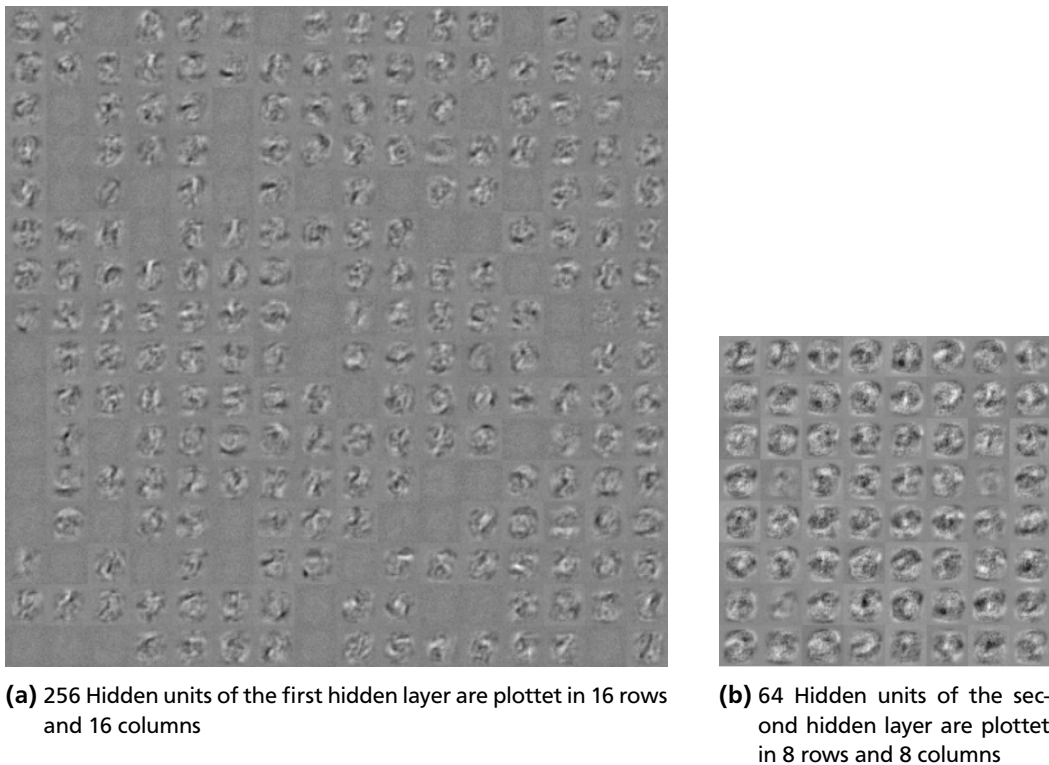 (a) 256 Hidden units of the first hidden layer are plottet in 16 rows
and 16 columns
(b) 64 Hidden units of the sec-
ond hidden layer are plottet
in 8 rows and 8 columns